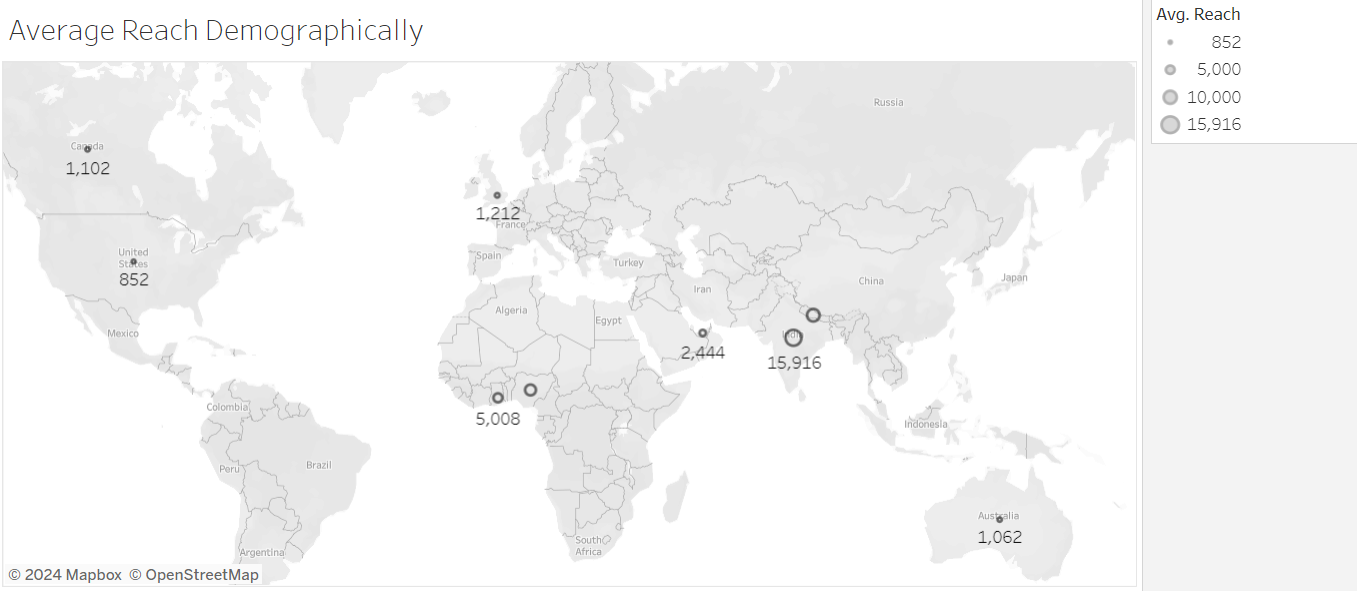 Average Reach Demographically
Avg. Reach
852
5,000
10,000
15,916
Russia
Canada
1,102
1,212
France
United
States
852
Spain
Turkey
China
Japan
Iran
Algeria
Egypt
Mexico
2,444
India
15,916
Colombia
5,008
Indonesia
Peru
Brazil
Australia
1,062
South
Africa
Argentina
© 2024 Mapbox © OpenStreetMap